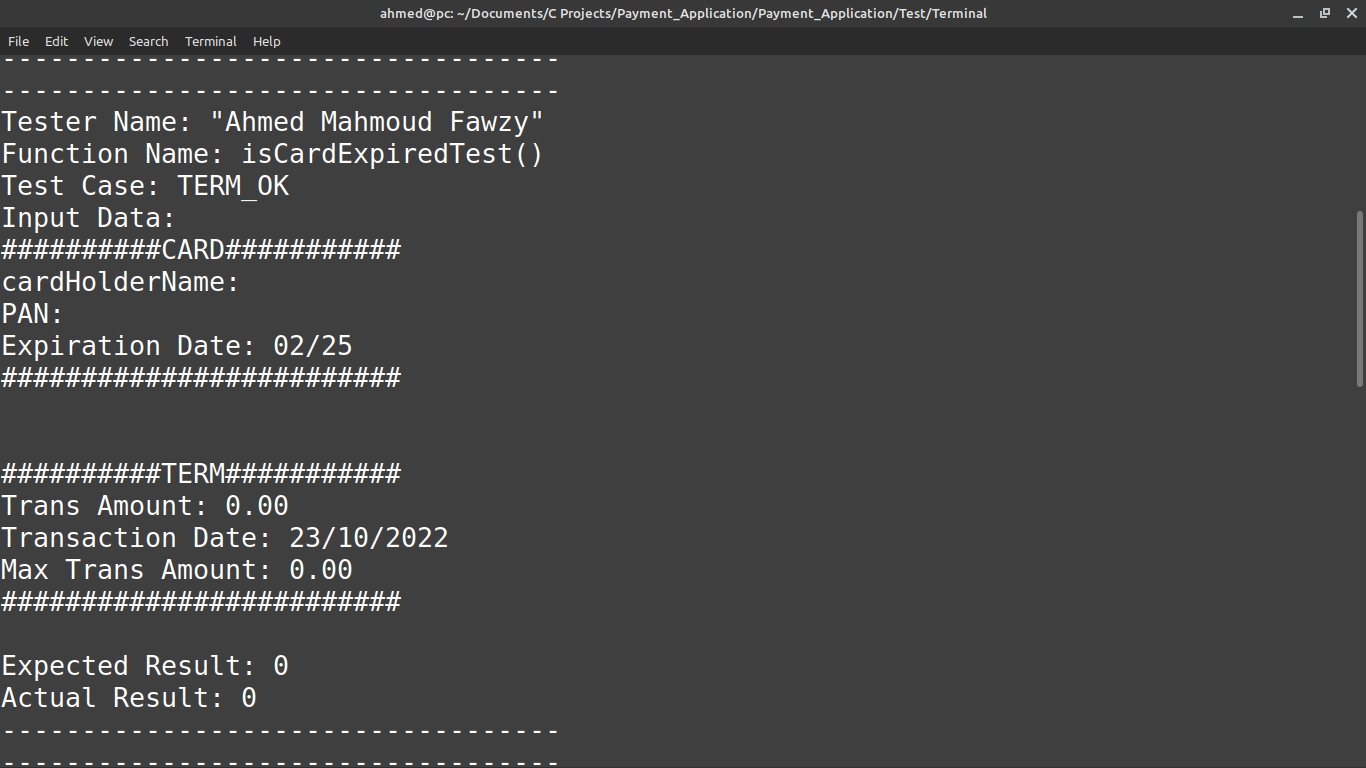 ahmed@pc: ~/Documents/C Projects/Payment_Application/Payment_Application/Test/Terminal
File Edit View Search Terminal Help
-----------------------------------
-----------------------------------
Tester Name: "Ahmed Mahmoud Fawzy"
Function Name: isCardExpiredTest()
Test Case: TERM_OK
Input Data:
##########CARD###########
cardHolderName:
PAN:
Expiration Date: 02/25
#########################
##########TERM###########
Trans Amount: 0.00
Transaction Date: 23/10/2022
Max Trans Amount: 0.00
#########################
Expected Result: 0
Actual Result: 0
-----------------------------------
-----------------------------------